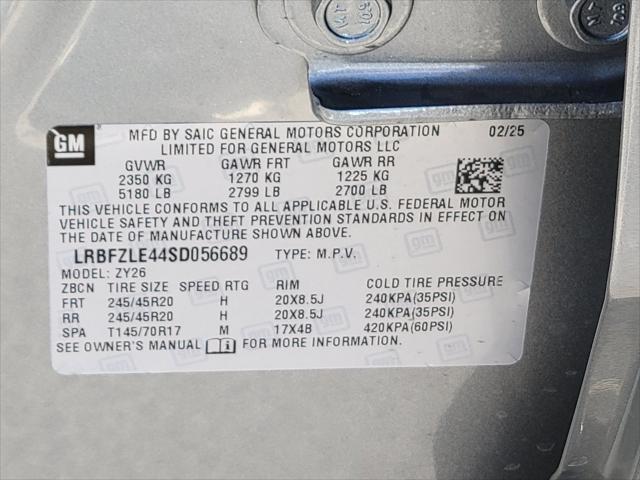 GM
MFD BY SAIC GENERAL MOTORS CORPORATION 02/25
LIMITED FOR GENERAL MOTORS LLC
GVWR GAWR FRT GAWR RR
2350 KG 1270 KG 1225 KG
5180 LB 2799 LB 2700 LB
THIS VEHICLE CONFORMS TO ALL APPLICABLE U.S. FEDERAL MOTOR
VEHICLE SAFETY AND THEFT PREVENTION STANDARDS IN EFFECT ON
THE DATE OF MANUFACTURE SHOWN ABOVE.
LRBFZLE44SD056689 TYPE: M.P.V.
MODEL: ZY26
ZBCN TIRE SIZE SPEED RTG RIM COLD TIRE PRESSURE
FRT 245/45R20 H 20X8.5J 240KPA(35PSI)
RR 245/45R20 H 20X8.5J 240KPA(35PSI)
SPA T145/70R17 M 17X4B 420KPA(60PSI)
SEE OWNER'S MANUAL FOR MORE INFORMATION.